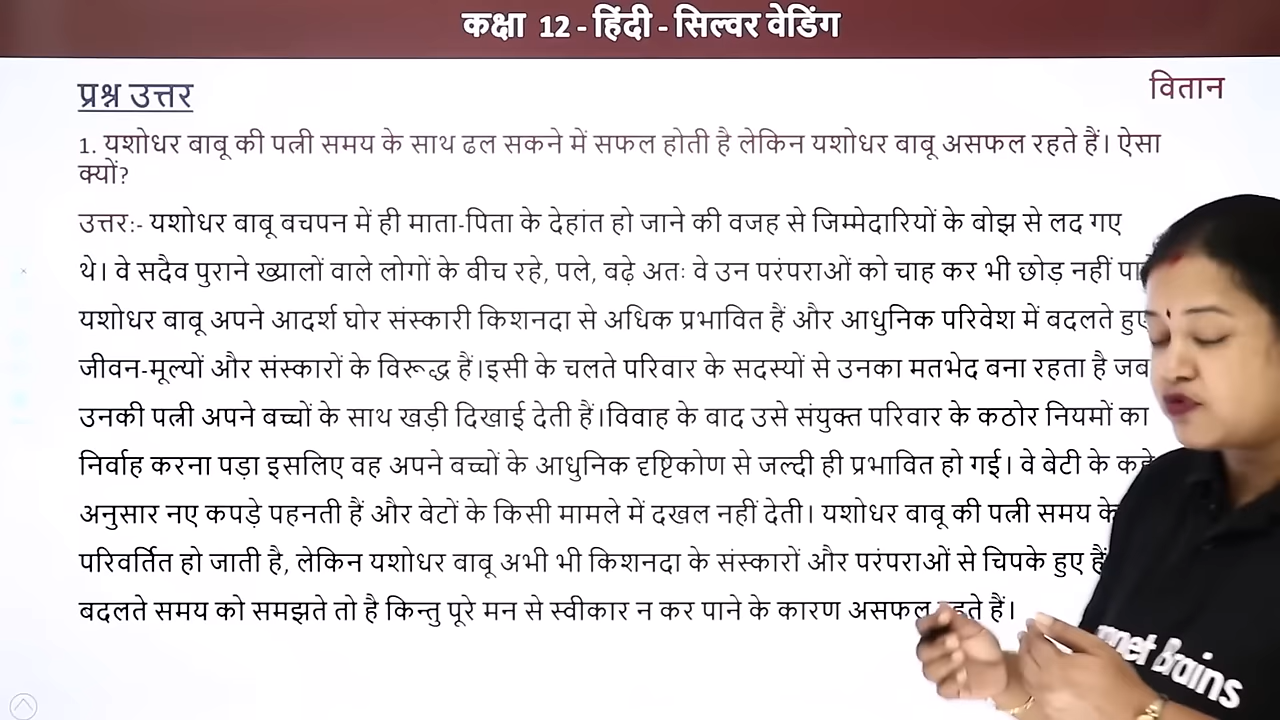 कक्षा 12 - हिंदी - सिल्वर वेडिंग
प्रश्न उत्तर
वितान
1. यशोधर बाबू की पत्नी समय के साथ ढल सकने में सफल होती है लेकिन यशोधर बाबू असफल रहते हैं। ऐसा
क्यों?
उत्तर:- यशोधर बाबू बचपन में ही माता-पिता के देहांत हो जाने की वजह से जिम्मेदारियों के बोझ से लद गए
थे। वे सदैव पुराने ख्यालों वाले लोगों के बीच रहे, पले, बढ़े अतः वे उन परंपराओं को चाह कर भी छोड़ नहीं
यशोधर बाबू अपने आदर्श घोर संस्कारी किशनदा से अधिक प्रभावित हैं और आधुनिक परिवेश में बदलते हुए
जीवन-मूल्यों और संस्कारों के विरूद्ध हैं।इसी के चलते परिवार के सदस्यों से उनका मतभेद बना रहता है जब
उनकी पत्नी अपने बच्चों के साथ खड़ी दिखाई देती हैं।विवाह के बाद उसे संयुक्त परिवार के कठोर नियमों का
निर्वाह करना पड़ा इसलिए वह अपने बच्चों के आधुनिक दृष्टिकोण से जल्दी ही प्रभावित हो गई। वे बेटी के कहे
अनुसार नए कपड़े पहनती हैं और बेटों के किसी मामले में दखल नहीं देती। यशोधर बाबू की पत्नी समय के
परिवर्तित हो जाती है, लेकिन यशोधर बाबू अभी भी किशनदा के संस्कारों और परंपराओं से चिपके हुए हैं
बदलते समय को समझते तो है किन्तु पूरे मन से स्वीकार न कर पाने के कारण असफल रहते हैं।
Brains